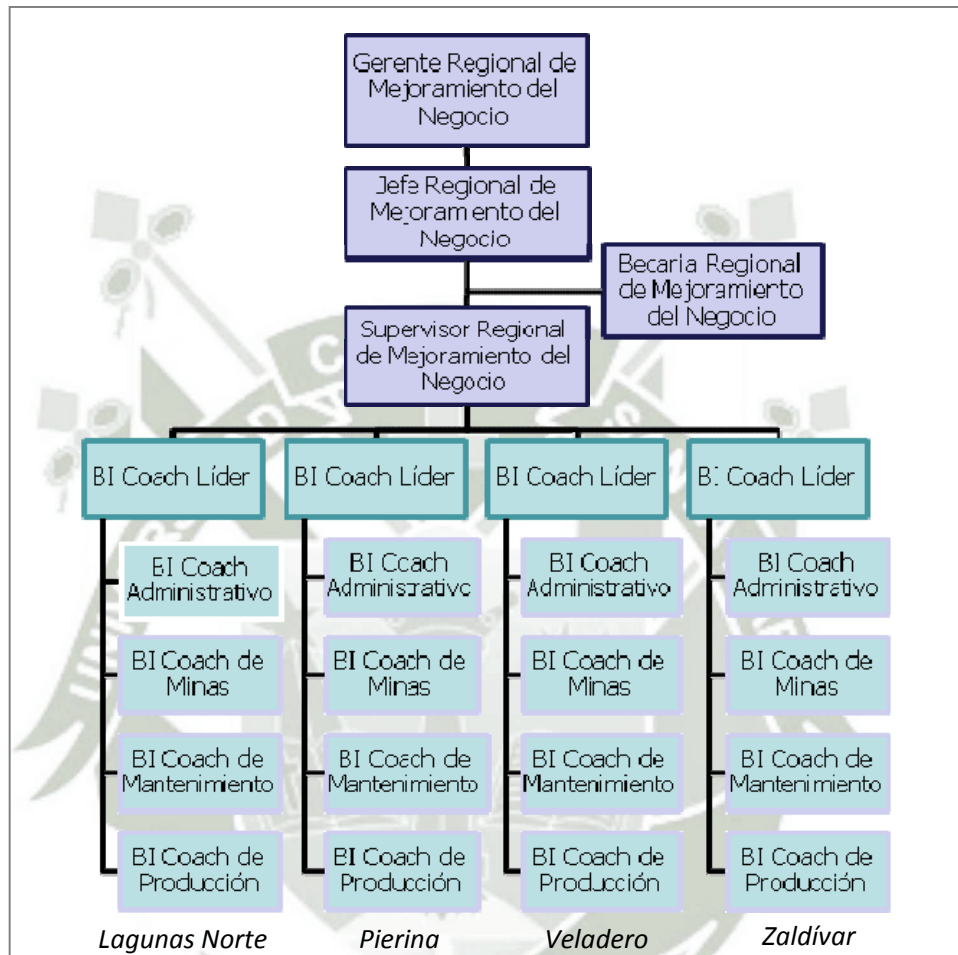 Gerente Regional de
Mejoramiento del
Negocio
Jefe Regional de
Mejoramiento del
Negocio
Becaria Regional
de Mejoramiento
del Negocio
Supervisor Regional
de Mejoramiento del
Negocio
BI Coach Líder
BI Coach Líder
BI Coach Líder
BI Coach Líder
BI Coach
Administrativo
BI Coach
Administrativo
BI Coach
Administrativo
BI Coach
Administrativo
BI Coach de
Minas
BI Coach de
Minas
BI Coach de
Minas
BI Coach de
Minas
BI Coach de
Mantenimiento
BI Coach de
Mantenimiento
BI Coach de
Mantenimiento
BI Coach de
Mantenimiento
BI Coach de
Producción
BI Coach de
Producción
BI Coach de
Producción
BI Coach de
Producción
Lagunas Norte
Pierina
Veladero
Zaldívar